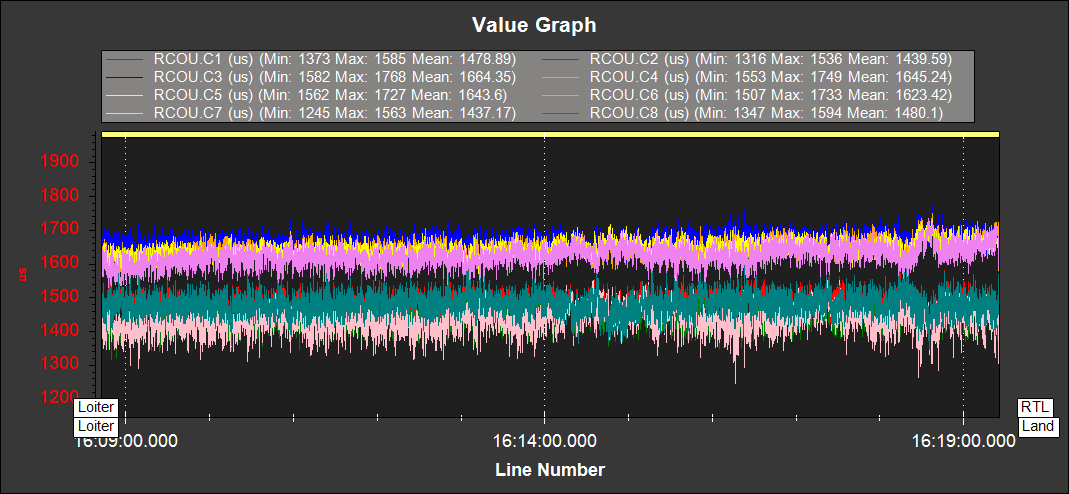 Value Graph
RCOU.C1 (us) (Min: 1373 Max: 1585 Mean: 1478.89) RCOU.C2 (us) (Min: 1316 Max: 1536 Mean: 1439.59)
RCOU.C3 (us) (Min: 1582 Max: 1768 Mean: 1664.35) RCOU.C4 (us) (Min: 1553 Max: 1749 Mean: 1645.24)
RCOU.C5 (us) (Min: 1562 Max: 1727 Mean: 1643.6) RCOU.C6 (us) (Min: 1507 Max: 1733 Mean: 1623.42)
RCOU.C7 (us) (Min: 1245 Max: 1563 Mean: 1437.17) RCOU.C8 (us) (Min: 1347 Max: 1594 Mean: 1480.1)
1900
1800
1700
1600
us
1500
1400
1300
1200
Loiter RTL
Loiter Land
16:09:00.000 16:14:00.000 16:19:00.000
Line Number